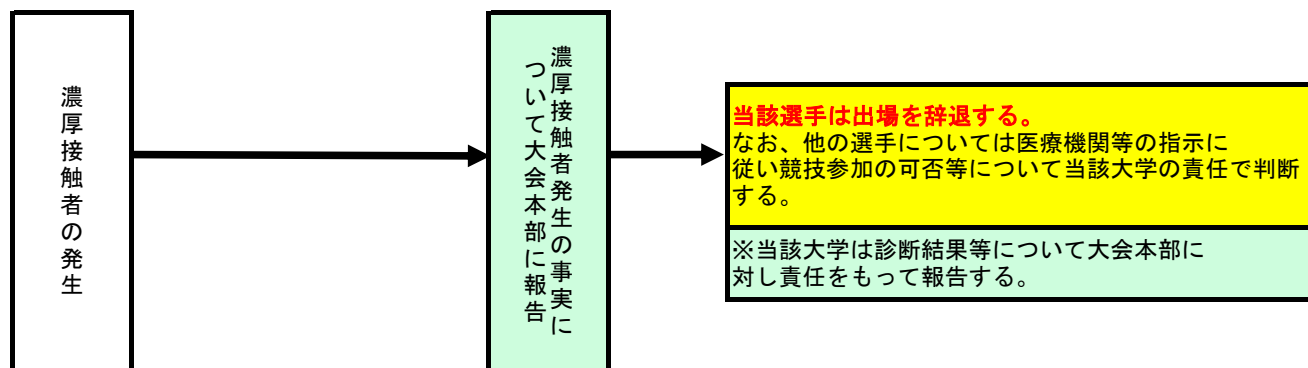 濃厚接触者の発生
濃厚接触者発生の事実に
ついて大会本部に報告
当該選手は出場を辞退する。
なお、他の選手については医療機関等の指示に
従い競技参加の可否等について当該大学の責任で判断
する。
※当該大学は診断結果等について大会本部に
対し責任をもって報告する。